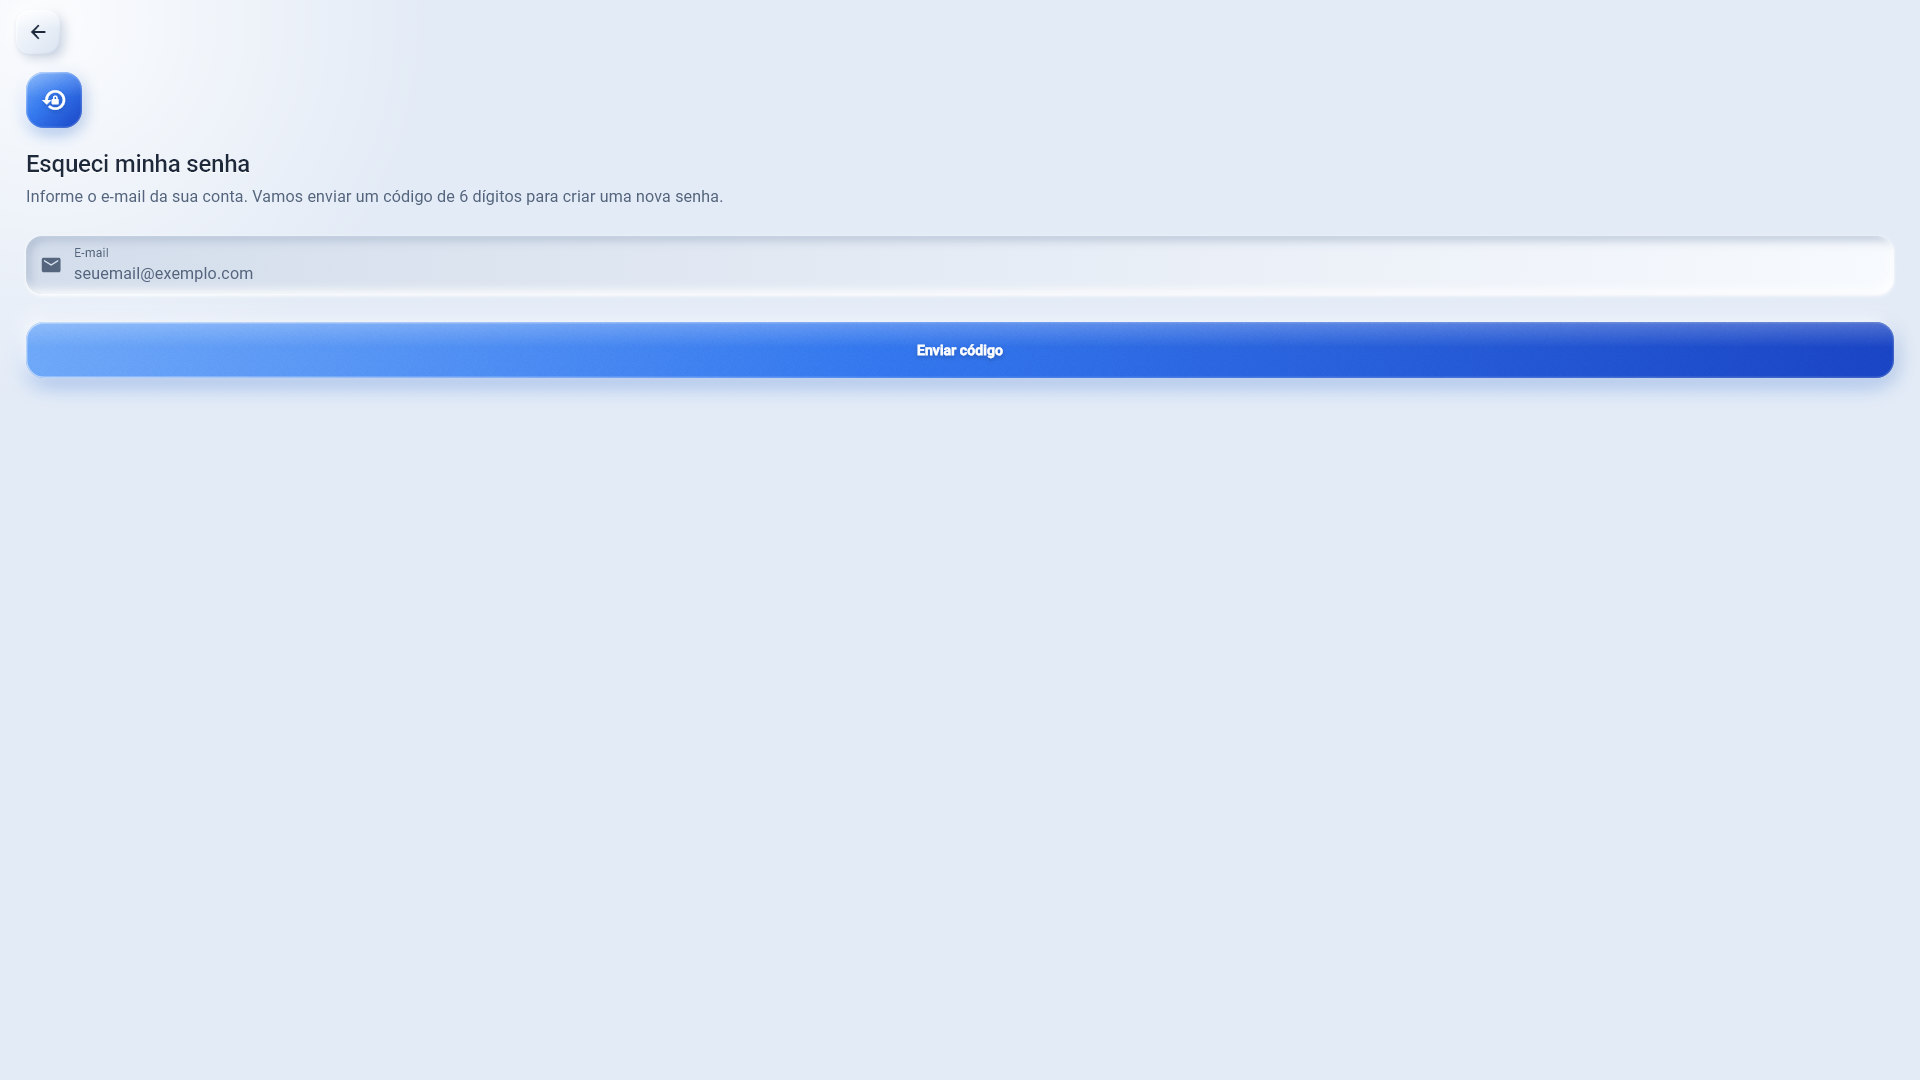 Esqueci minha senha
Informe o e-mail da sua conta. Vamos enviar um código de 6 dígitos para criar uma nova senha.
E-mail
seuemail@exemplo.com
Enviar código